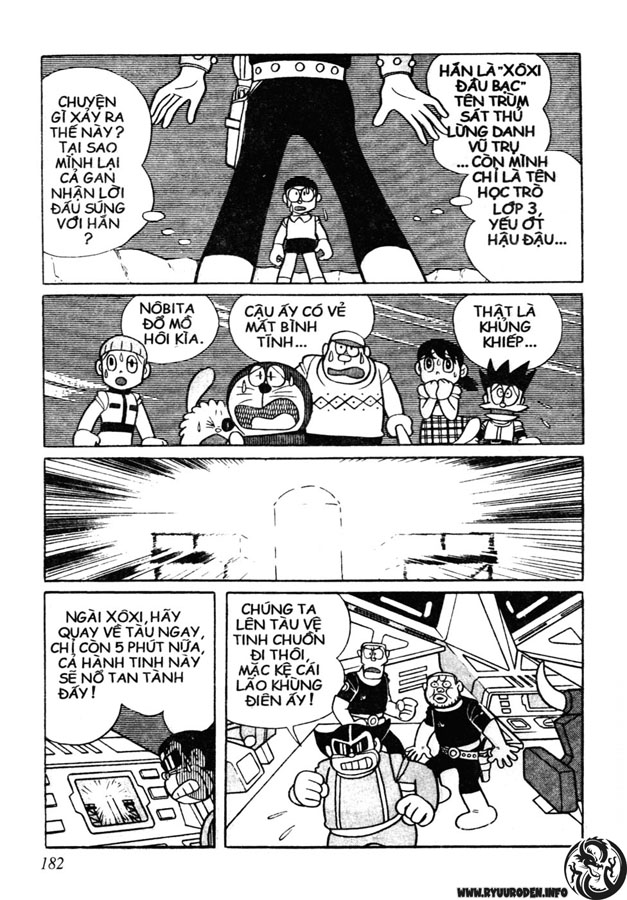 CHUYỆN
GÌ XẢY RA
THẾ NÀY?
TẠI SAO
MÌNH LẠI
CẢ GAN
NHẬN LỜI
ĐẤU SÚNG
VỚI HẮN
?
HẮN LÀ "XÔXI
ĐẦU BẠC"
TÊN TRÙM
SÁT THỦ
LỪNG DANH
VŨ TRỤ
...CÒN MÌNH
CHỈ LÀ TÊN
HỌC TRÒ
LỚP 3,
YẾU ỚT
HẬU ĐẬU...
NÔBITA
ĐỔ MỒ
HÔI KÌA.
CẬU ẤY CÓ VẺ
MẤT BÌNH
TĨNH...
THẬT LÀ
KHỦNG
KHIẾP.
NGÀI XÔXI, HÃY
QUAY VỀ TÀU NGAY,
CHỈ CÒN 5 PHÚT NỮA,
CẢ HÀNH TINH NÀY
SẼ NỔ TAN TÀNH
ĐẤY!
CHÚNG TA
LÊN TÀU VỆ
TINH CHUỒN
ĐI THÔI,
MẶC KỆ CÁI
LÃO KHÙNG
ĐIÊN ẤY!
182
WWW.RYUURODEN.INFO